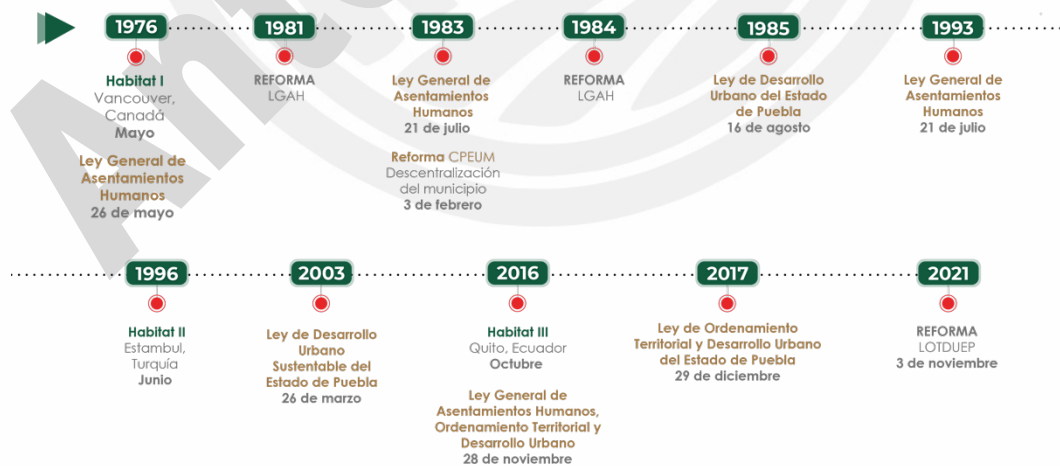 1976
1981
1983
1984
1985
1993
Habitat I
Vancouver,
Canadá
Mayo
Ley General de
Asentamientos
Humanos
26 de mayo
REFORMA
LGAH
Ley General de
Asentamientos
Humanos
21 de julio
Reforma CPEUM
Descentralización
del municipio
3 de febrero
REFORMA
LGAH
Ley de Desarrollo
Urbano del Estado
de Puebla
16 de agosto
Ley General de
Asentamientos
Humanos
21 de julio
1996
2003
2016
2017
2021
Habitat II
Estambul,
Turquía
Junio
Ley de Desarrollo
Urbano
Sustentable del
Estado de Puebla
26 de marzo
Habitat III
Quito, Ecuador
Octubre
Ley General de
Asentamientos Humanos,
Ordenamiento Territorial y
Desarrollo Urbano
28 de noviembre
Ley de Ordenamiento
Territorial y Desarrollo Urbano
del Estado de Puebla
29 de diciembre
REFORMA
LOTDUEP
3 de noviembre